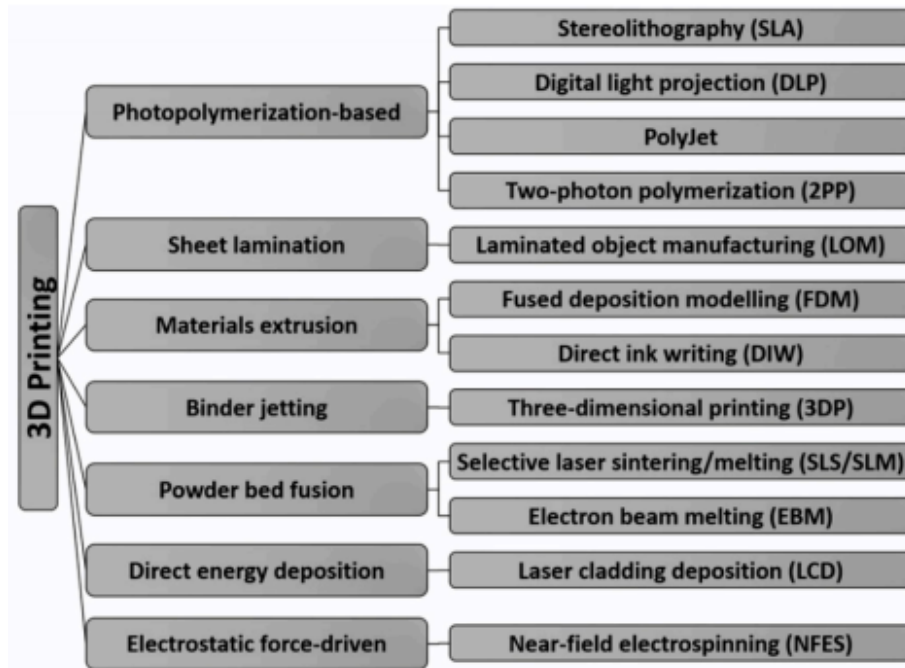 3D Printing
Photopolymerization-based
Stereolithography (SLA)
Digital light projection (DLP)
PolyJet
Two-photon polymerization (2PP)
Sheet lamination
Laminated object manufacturing (LOM)
Materials extrusion
Fused deposition modelling (FDM)
Direct ink writing (DIW)
Binder jetting
Three-dimensional printing (3DP)
Powder bed fusion
Selective laser sintering/melting (SLS/SLM)
Electron beam melting (EBM)
Direct energy deposition
Laser cladding deposition (LCD)
Electrostatic force-driven
Near-field electrospinning (NFES)